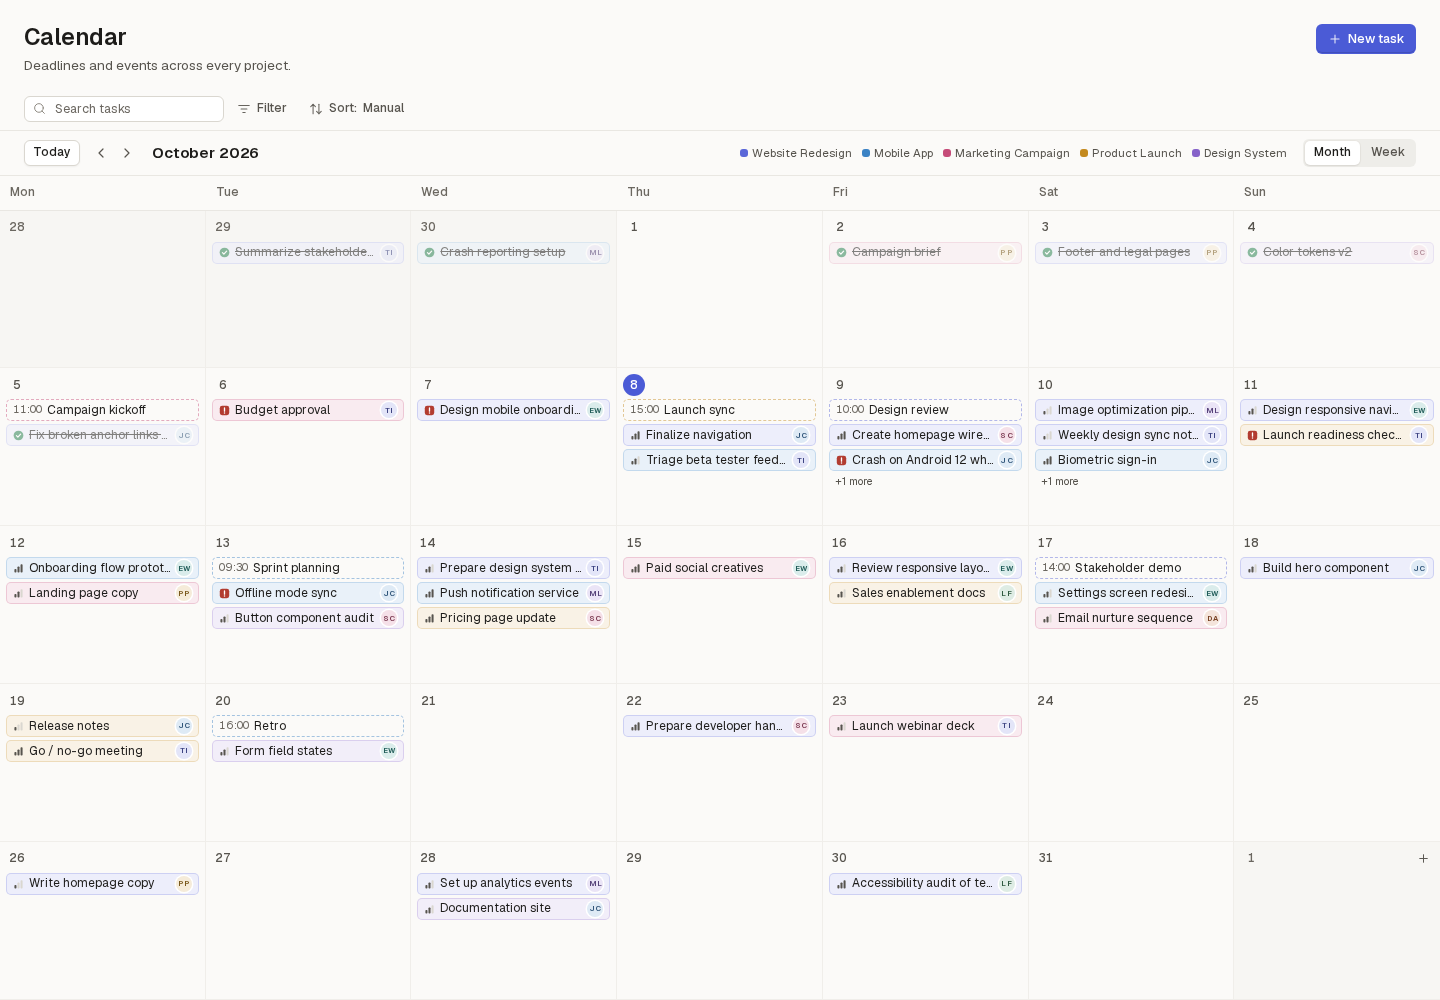 Calendar
Deadlines and events across every project.
New task
Search tasks
Filter
Sort: Manual
Today
October 2026
Website Redesign
Mobile App
Marketing Campaign
Product Launch
Design System
Month
Week
Mon
Tue
Wed
Thu
Fri
Sat
Sun
28
29
Summarize stakeholde… TI
30
Crash reporting setup ML
1
2
Campaign brief PP
3
Footer and legal pages PP
4
Color tokens v2 SC
5
11:00 Campaign kickoff
Fix broken anchor links… JC
6
Budget approval TI
7
Design mobile onboardi… EW
8
15:00 Launch sync
Finalize navigation JC
Triage beta tester feed… TI
9
10:00 Design review
Create homepage wire… SC
Crash on Android 12 wh… JC
+1 more
10
Image optimization pip… ML
Weekly design sync not… TI
Biometric sign-in JC
+1 more
11
Design responsive navi… EW
Launch readiness chec… TI
12
Onboarding flow protot… EW
Landing page copy PP
13
09:30 Sprint planning
Offline mode sync JC
Button component audit SC
14
Prepare design system … TI
Push notification service ML
Pricing page update SC
15
Paid social creatives EW
16
Review responsive layo… EW
Sales enablement docs LF
17
14:00 Stakeholder demo
Settings screen redesi… EW
Email nurture sequence DA
18
Build hero component JC
19
Release notes JC
Go / no-go meeting TI
20
16:00 Retro
Form field states EW
21
22
Prepare developer han… SC
23
Launch webinar deck TI
24
25
26
Write homepage copy PP
27
28
Set up analytics events ML
Documentation site JC
29
30
Accessibility audit of te… LF
31
1